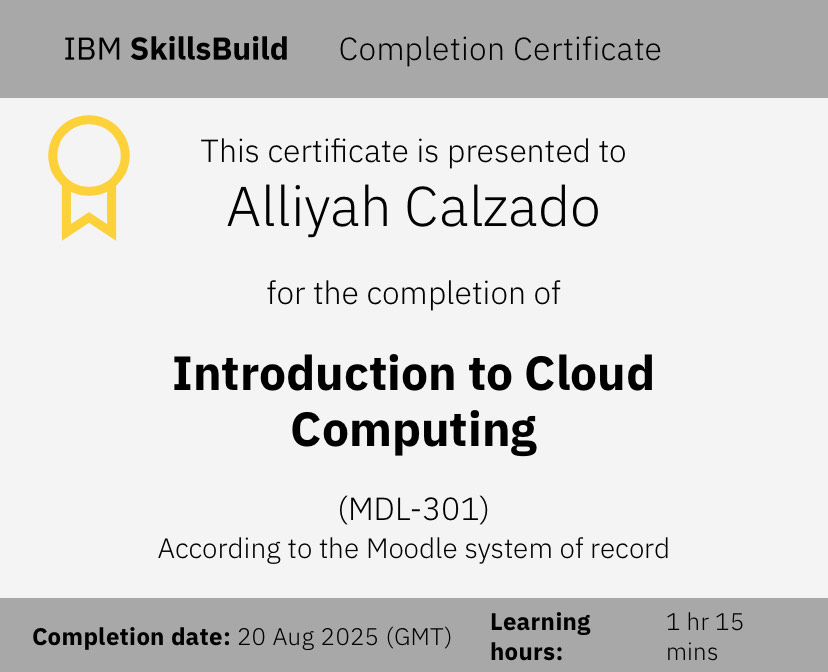 IBM SkillsBuild Completion Certificate
This certificate is presented to
Alliyah Calzado
for the completion of
Introduction to Cloud
Computing
(MDL-301)
According to the Moodle system of record
Completion date: 20 Aug 2025 (GMT)
Learning hours: 1 hr 15 mins